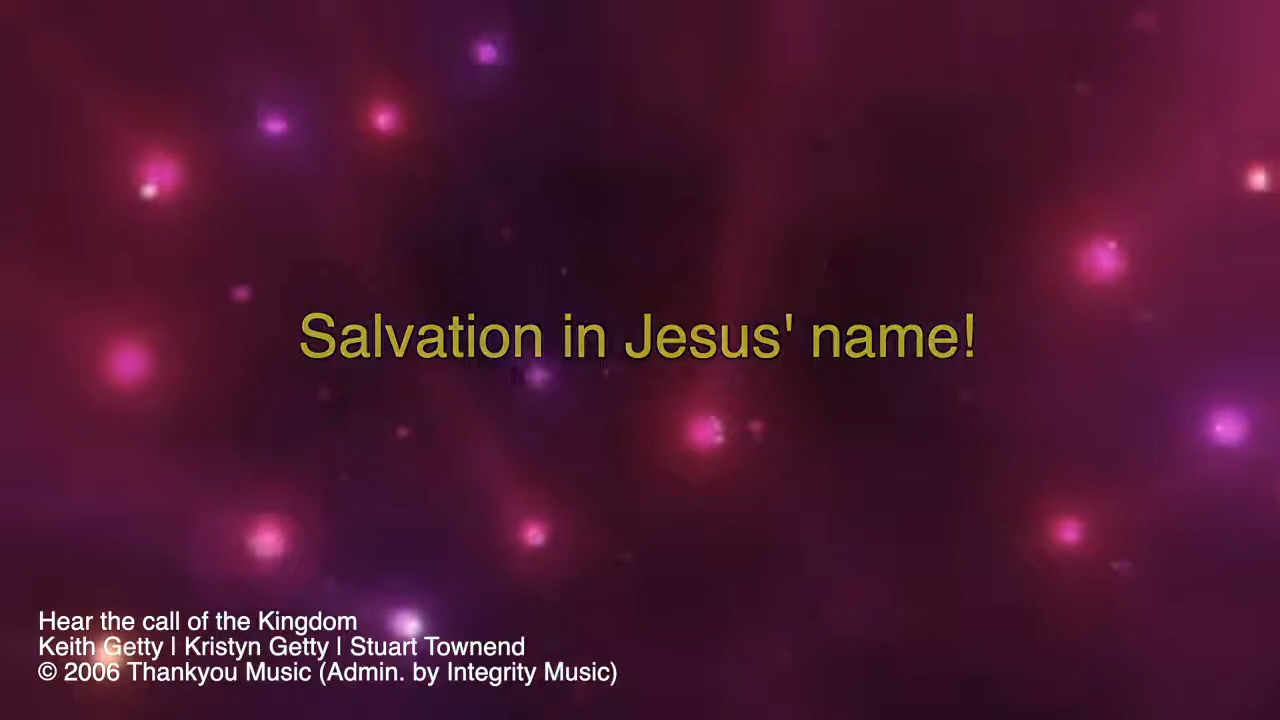 Salvation in Jesus' name!
Hear the call of the Kingdom
Keith Getty | Kristyn Getty | Stuart Townend
© 2006 Thankyou Music (Admin. by Integrity Music)